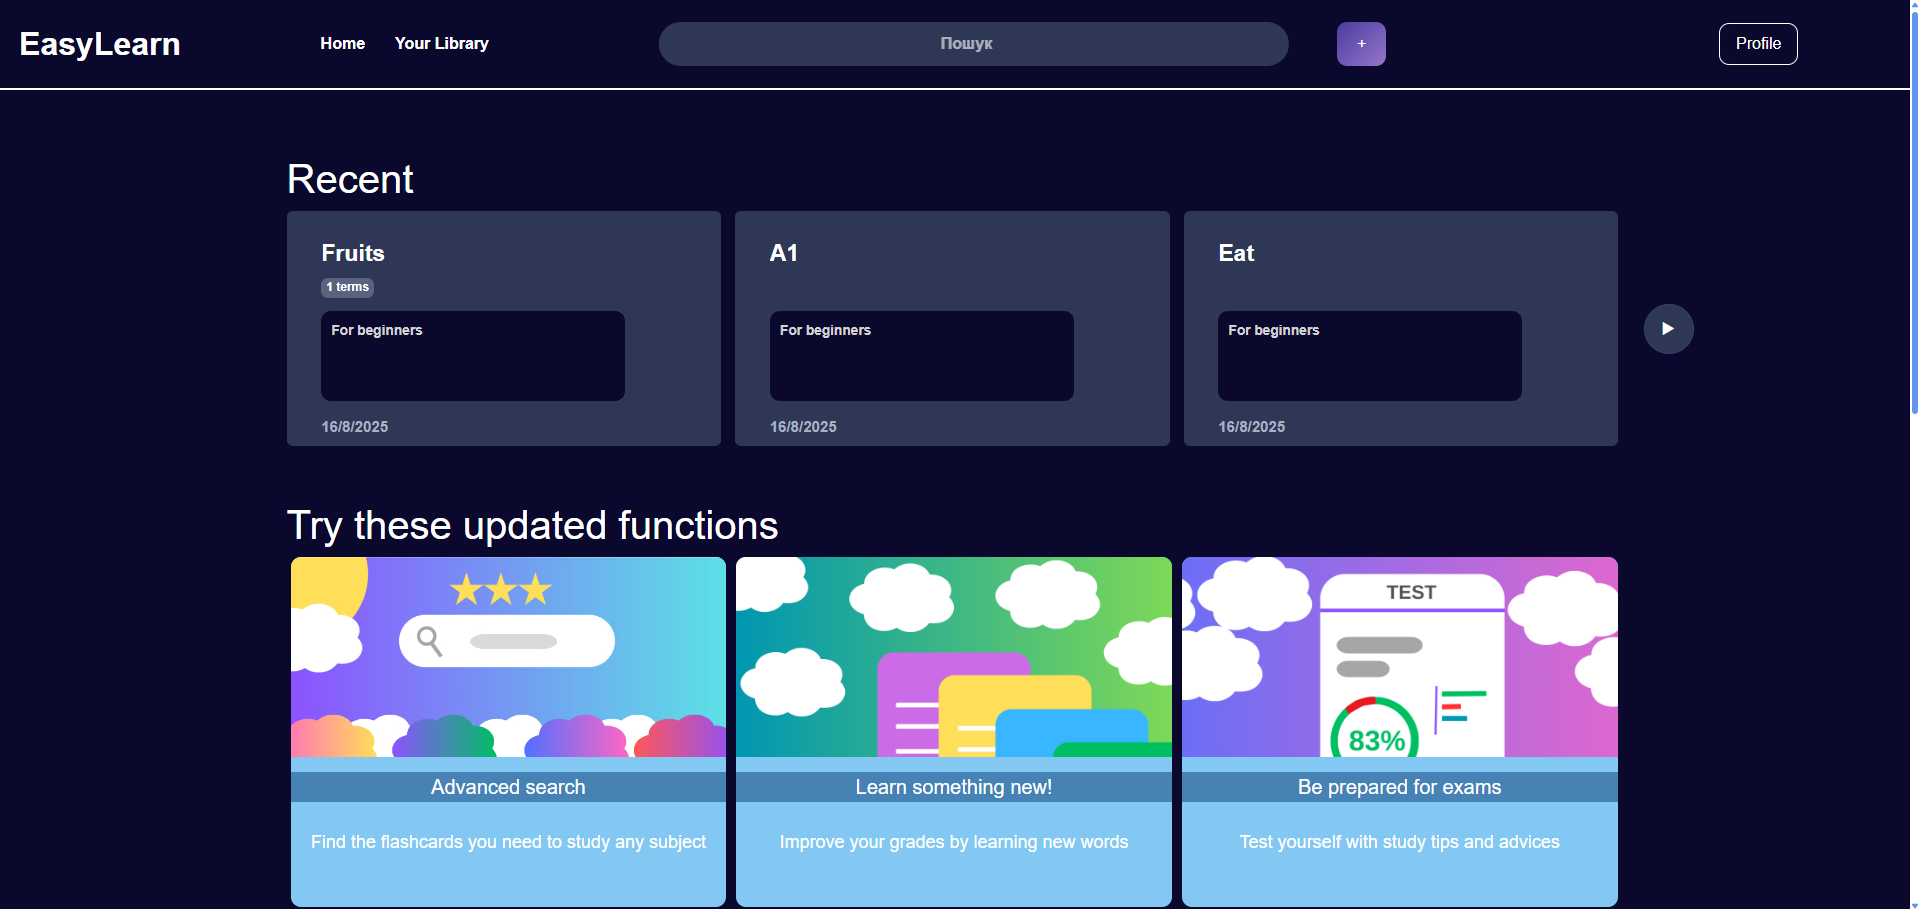 EasyLearn
Home
Your Library
Пошук
+
Profile
Recent
Fruits
1 terms
For beginners
16/8/2025
A1
For beginners
16/8/2025
Eat
For beginners
16/8/2025
Try these updated functions
Advanced search
Find the flashcards you need to study any subject
Learn something new!
Improve your grades by learning new words
TEST
83%
Be prepared for exams
Test yourself with study tips and advices